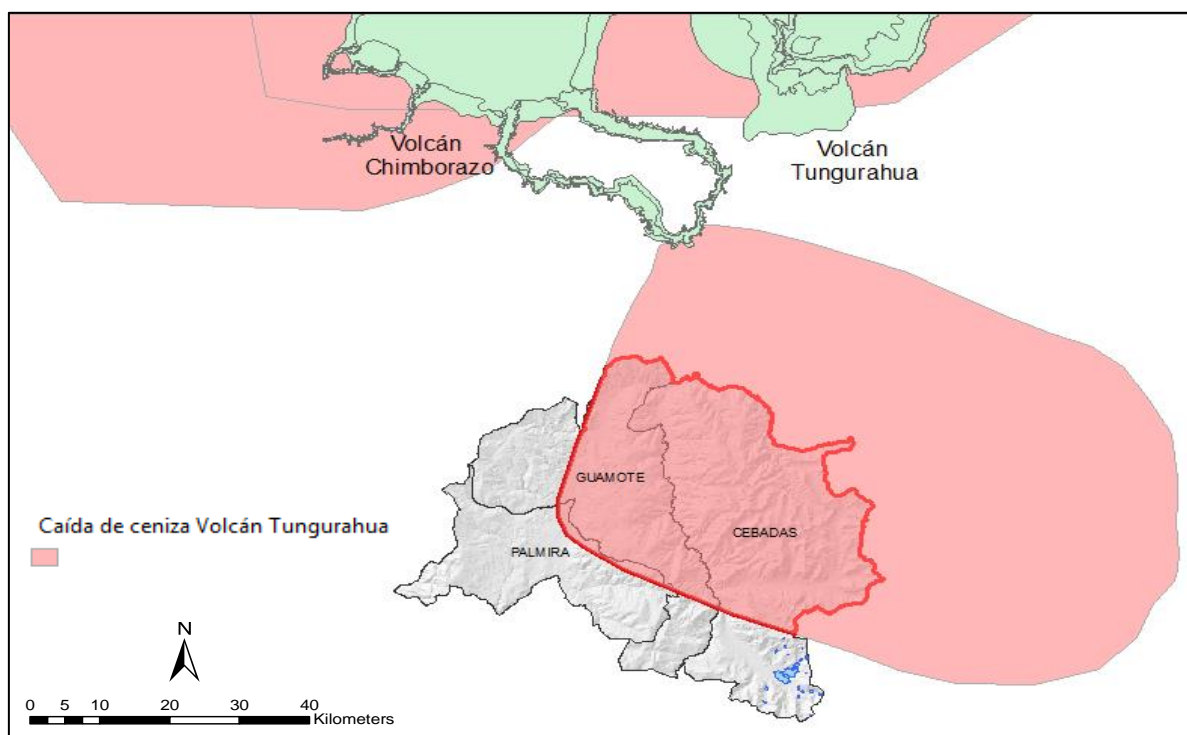 Volcán
Chimborazo
Volcán
Tungurahua
GUAMOTE
CEBADAS
PALMIRA
Caída de ceniza Volcán Tungurahua
N
0 5 10 20 30 40
Kilometers